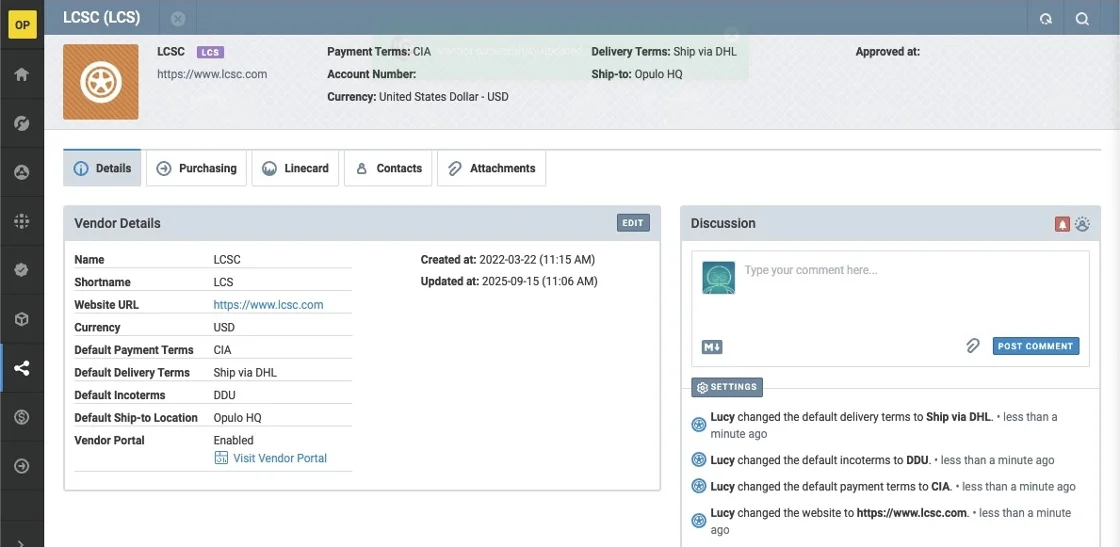 OP
LCSC (LCS)
LCSC LCS
https://www.lcsc.com
Payment Terms: CIA
Account Number:
Currency: United States Dollar - USD
Delivery Terms: Ship via DHL
Ship-to: Opulo HQ
Approved at:
Details
Purchasing
Linecard
Contacts
Attachments
Vendor Details
EDIT
Name LCSC
Shortname LCS
Website URL https://www.lcsc.com
Currency USD
Default Payment Terms CIA
Default Delivery Terms Ship via DHL
Default Incoterms DDU
Default Ship-to Location Opulo HQ
Vendor Portal Enabled
Visit Vendor Portal
Created at: 2022-03-22 (11:15 AM)
Updated at: 2025-09-15 (11:06 AM)
Discussion
Type your comment here...
M
POST COMMENT
SETTINGS
Lucy changed the default delivery terms to Ship via DHL. • less than a
minute ago
Lucy changed the default incoterms to DDU. • less than a minute ago
Lucy changed the default payment terms to CIA. • less than a minute ago
Lucy changed the website to https://www.lcsc.com. • less than a minute
ago